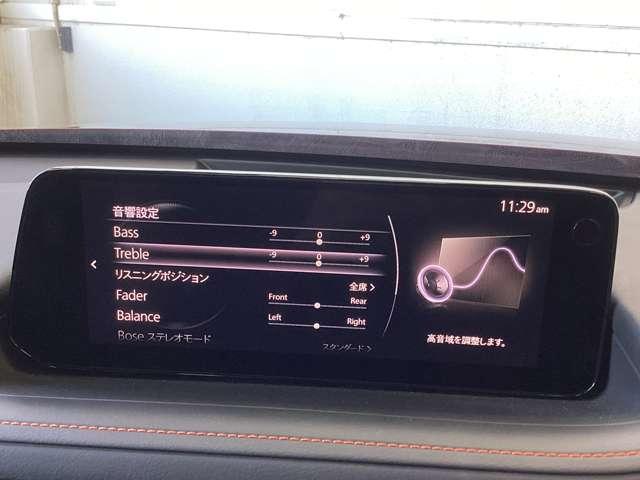 11:29 am
音響設定
Bass -9 0 +9
Treble -9 0 +9
リスニングポジション 全席
Fader Front Rear
Balance Left Right
Bose ステレオモード スタンダード
高音域を調整します。